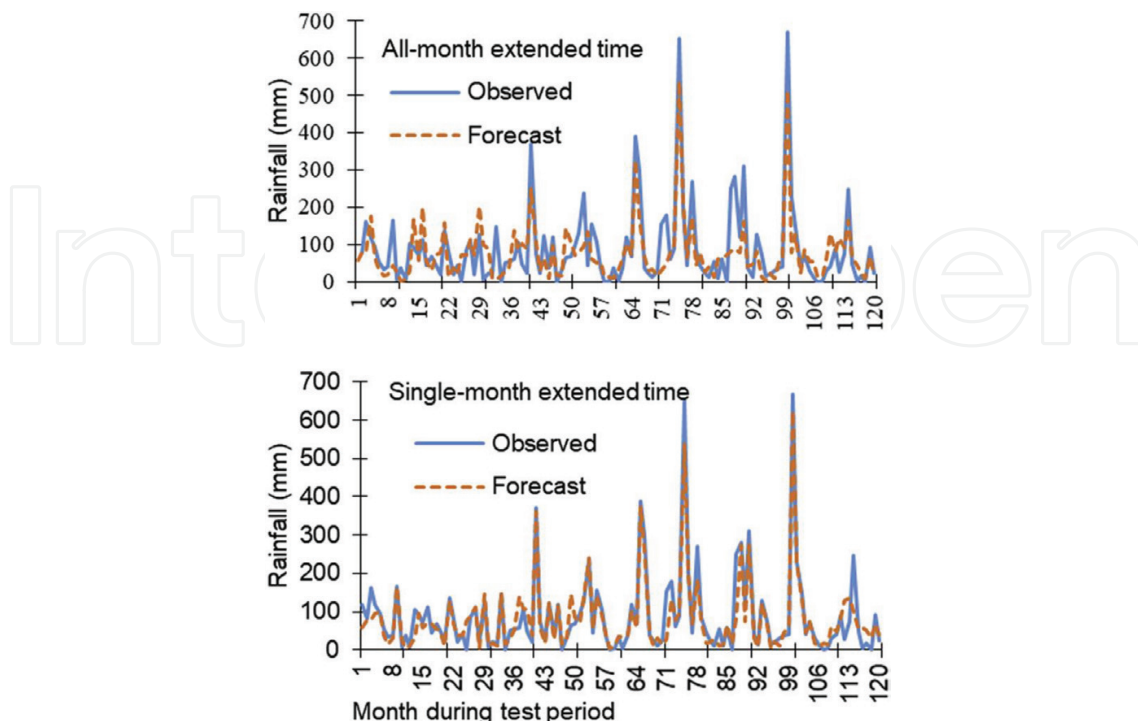 700
All-month extended time
600
Observed
500
Forecast
400
300
200
100
0
Rainfall (mm)
1 8 15 22 29 36 43 50 57 64 71 78 85 92 99 106 113 120
700
Single-month extended time
600
Observed
500
Forecast
400
300
200
100
0
Rainfall (mm)
1 8 15 22 29 36 43 50 57 64 71 78 85 92 99 106 113 120
Month during test period